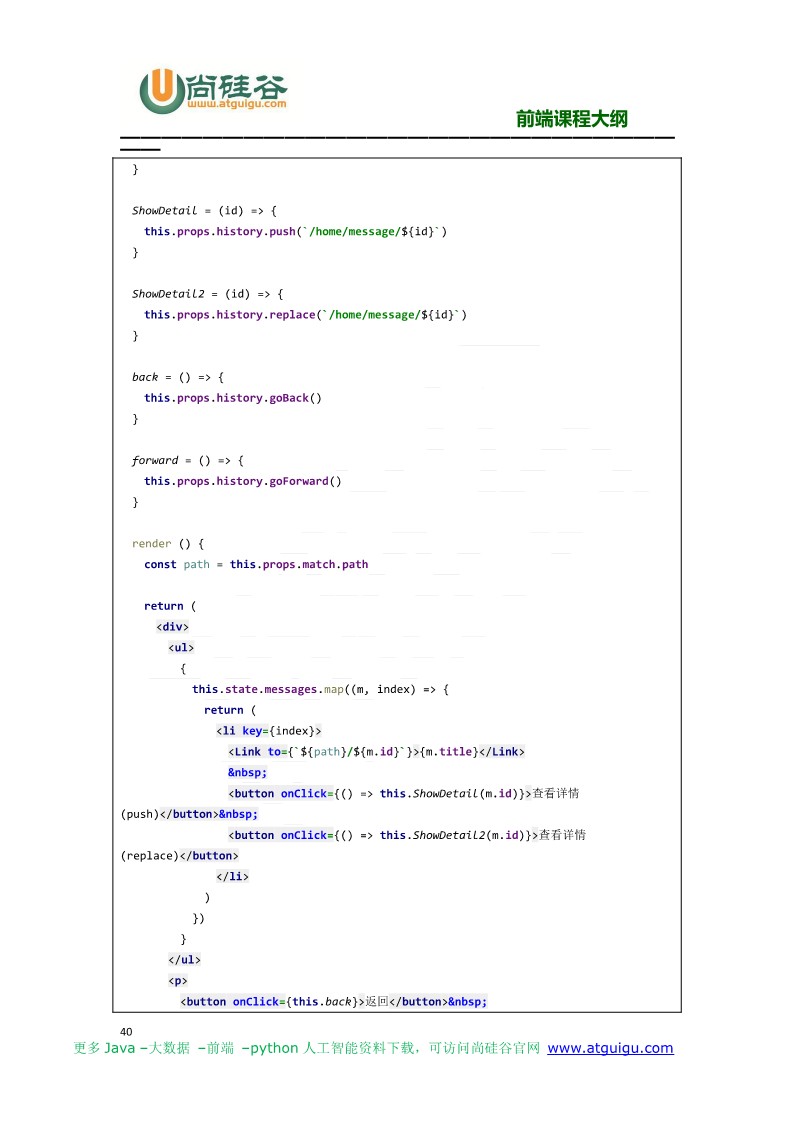 尚硅谷
www.atguigu.com
前端课程大纲
}
ShowDetail = (id) => {
this.props.history.push(`/home/message/${id}`)
}
ShowDetail2 = (id) => {
this.props.history.replace(`/home/message/${id}`)
}
back = () => {
this.props.history.goBack()
}
forward = () => {
this.props.history.goForward()
}
render () {
const path = this.props.match.path
return (
<div>
<ul>
{
this.state.messages.map((m, index) => {
return (
<li key={index}>
<Link to={`${path}/${m.id}`}>{m.title}</Link>
&nbsp;
<button onClick={() => this.ShowDetail(m.id)}>查看详情
(push)</button>&nbsp;
<button onClick={() => this.ShowDetail2(m.id)}>查看详情
(replace)</button>
</li>
)
})
}
</ul>
<p>
<button onClick={this.back}>返回</button>&nbsp;
40
更多 Java –大数据 –前端 –python 人工智能资料下载，可访问尚硅谷官网 www.atguigu.com